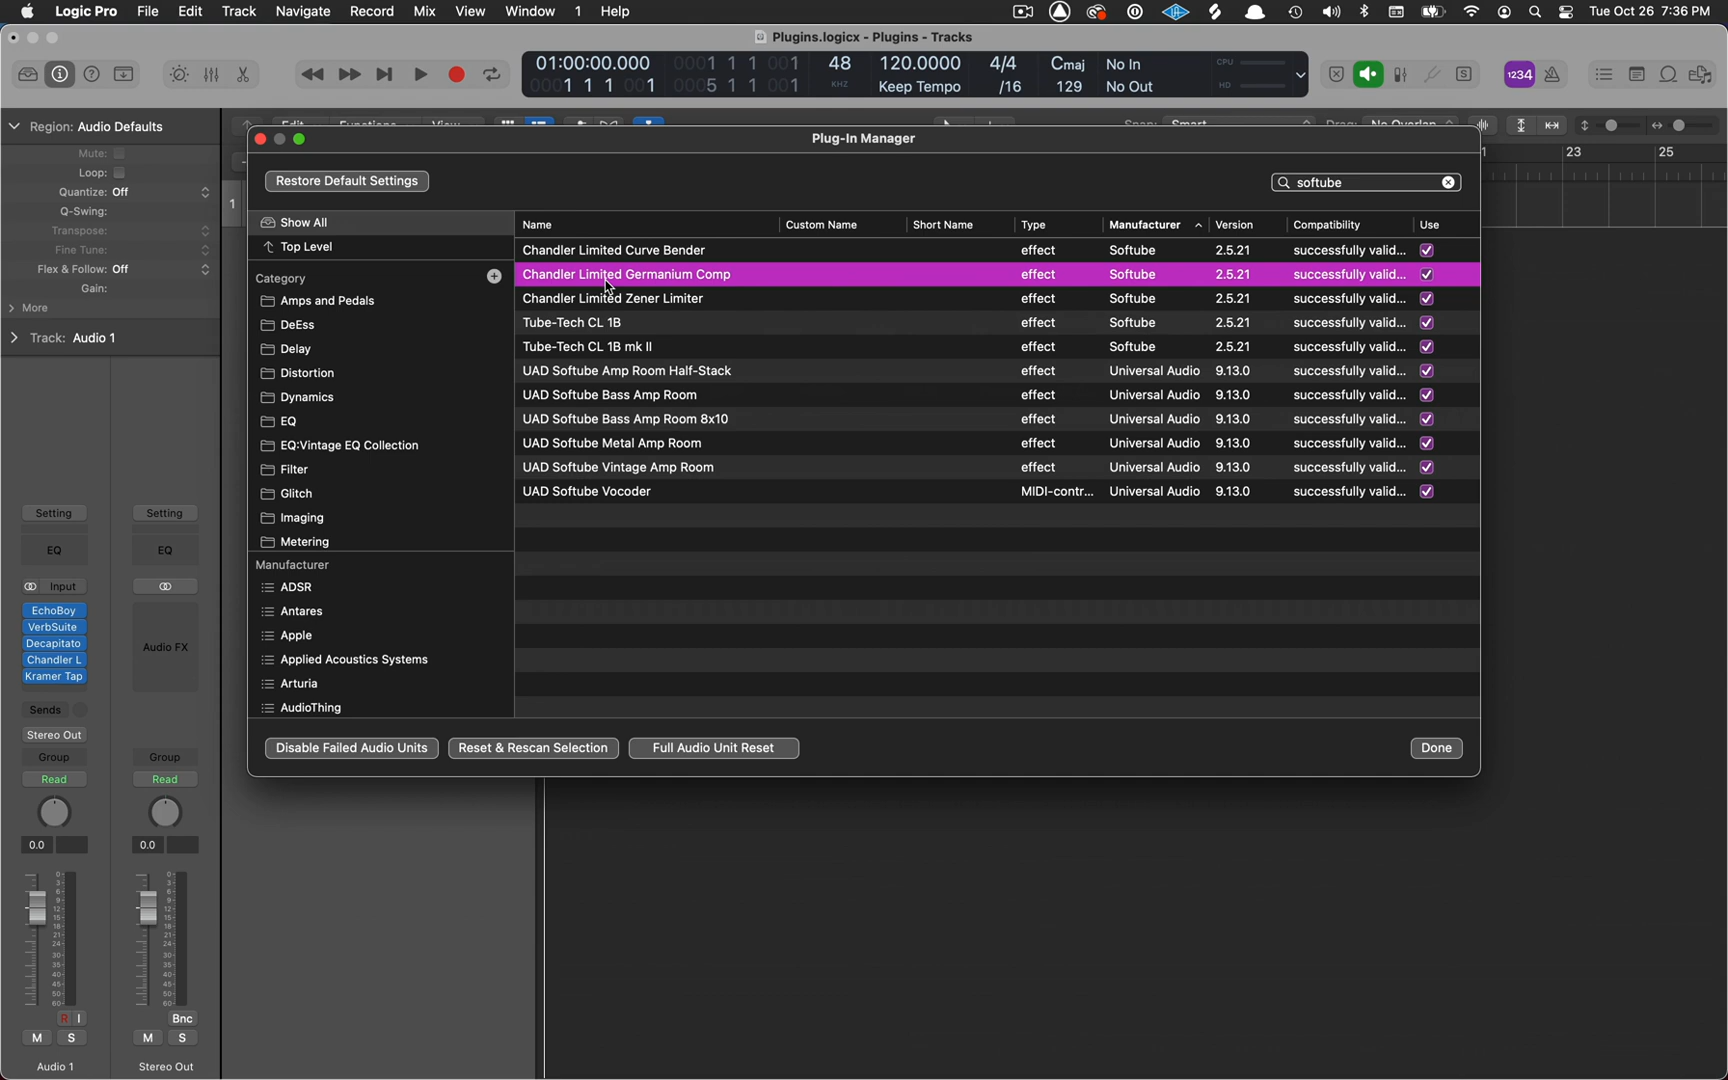 Logic Pro File Edit Track Navigate Record Mix View Window 1 Help Tue Oct 26 7:36 PM
Plugins.logicx - Plugins - Tracks
01:00:00.000 0001 1 1 001 48 120.0000 4/4 Cmaj No In CPU
0001 1 1 001 0005 1 1 001 KHZ Keep Tempo /16 129 No Out HD
1234
Region: Audio Defaults
Mute:
Loop:
Quantize: Off
Q-Swing:
Transpose:
Fine Tune:
Flex & Follow: Off
Gain:
More
Track: Audio 1
1
23 25
Plug-In Manager
Restore Default Settings
softube
Show All
Top Level
Category
Amps and Pedals
DeEss
Delay
Distortion
Dynamics
EQ
EQ:Vintage EQ Collection
Filter
Glitch
Imaging
Metering
Manufacturer
ADSR
Antares
Apple
Applied Acoustics Systems
Arturia
AudioThing
Name Custom Name Short Name Type Manufacturer Version Compatibility Use
Chandler Limited Curve Bender effect Softube 2.5.21 successfully valid...
Chandler Limited Germanium Comp effect Softube 2.5.21 successfully valid...
Chandler Limited Zener Limiter effect Softube 2.5.21 successfully valid...
Tube-Tech CL 1B effect Softube 2.5.21 successfully valid...
Tube-Tech CL 1B mk II effect Softube 2.5.21 successfully valid...
UAD Softube Amp Room Half-Stack effect Universal Audio 9.13.0 successfully valid...
UAD Softube Bass Amp Room effect Universal Audio 9.13.0 successfully valid...
UAD Softube Bass Amp Room 8x10 effect Universal Audio 9.13.0 successfully valid...
UAD Softube Metal Amp Room effect Universal Audio 9.13.0 successfully valid...
UAD Softube Vintage Amp Room effect Universal Audio 9.13.0 successfully valid...
UAD Softube Vocoder MIDI-contr... Universal Audio 9.13.0 successfully valid...
Disable Failed Audio Units Reset & Rescan Selection Full Audio Unit Reset Done
Setting Setting
EQ EQ
Input
EchoBoy
VerbSuite
Decapitato
Chandler L
Kramer Tap
Audio FX
Sends
Stereo Out
Group Group
Read Read
0.0 0.0
R I Bnc
M S M S
Audio 1 Stereo Out